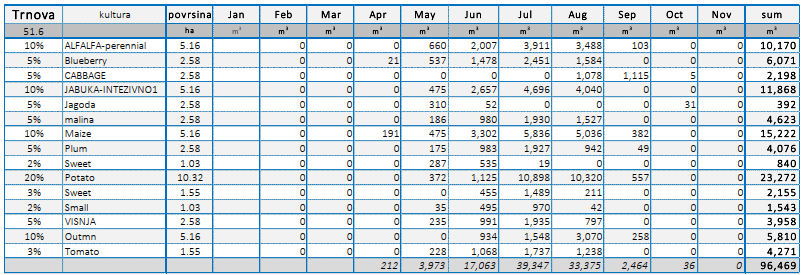 Trnova kultura povrsina Jan Feb Mar Apr May Jun Jul Aug Sep Oct Nov sum
51.6 ha m³ m³ m³ m³ m³ m³ m³ m³ m³ m³ m³ m³
10% ALFALFA-perennial 5.16 0 0 0 660 2,007 3,911 3,488 103 0 0 10,170
5% Blueberry 2.58 0 0 21 537 1,478 2,451 1,584 0 0 0 6,071
5% CABBAGE 2.58 0 0 0 0 0 0 1,078 1,115 5 0 2,198
10% JABUKA-INTEZIVNO1 5.16 0 0 0 475 2,657 4,696 4,040 0 0 0 11,868
5% Jagoda 2.58 0 0 0 310 52 0 0 0 31 0 392
5% malina 2.58 0 0 0 186 980 1,930 1,527 0 0 0 4,623
10% Maize 5.16 0 0 191 475 3,302 5,836 5,036 382 0 0 15,222
5% Plum 2.58 0 0 0 175 983 1,927 942 49 0 0 4,076
2% Sweet 1.03 0 0 0 287 535 19 0 0 0 0 840
20% Potato 10.32 0 0 0 372 1,125 10,898 10,320 557 0 0 23,272
3% Sweet 1.55 0 0 0 0 455 1,489 211 0 0 0 2,155
2% Small 1.03 0 0 0 35 495 970 42 0 0 0 1,543
5% VISNJA 2.58 0 0 0 235 991 1,935 797 0 0 0 3,958
10% Outmn 5.16 0 0 0 0 934 1,548 3,070 258 0 0 5,810
3% Tomato 1.55 0 0 0 228 1,068 1,737 1,238 0 0 0 4,271
212 3,973 17,063 39,347 33,375 2,464 36 96,469